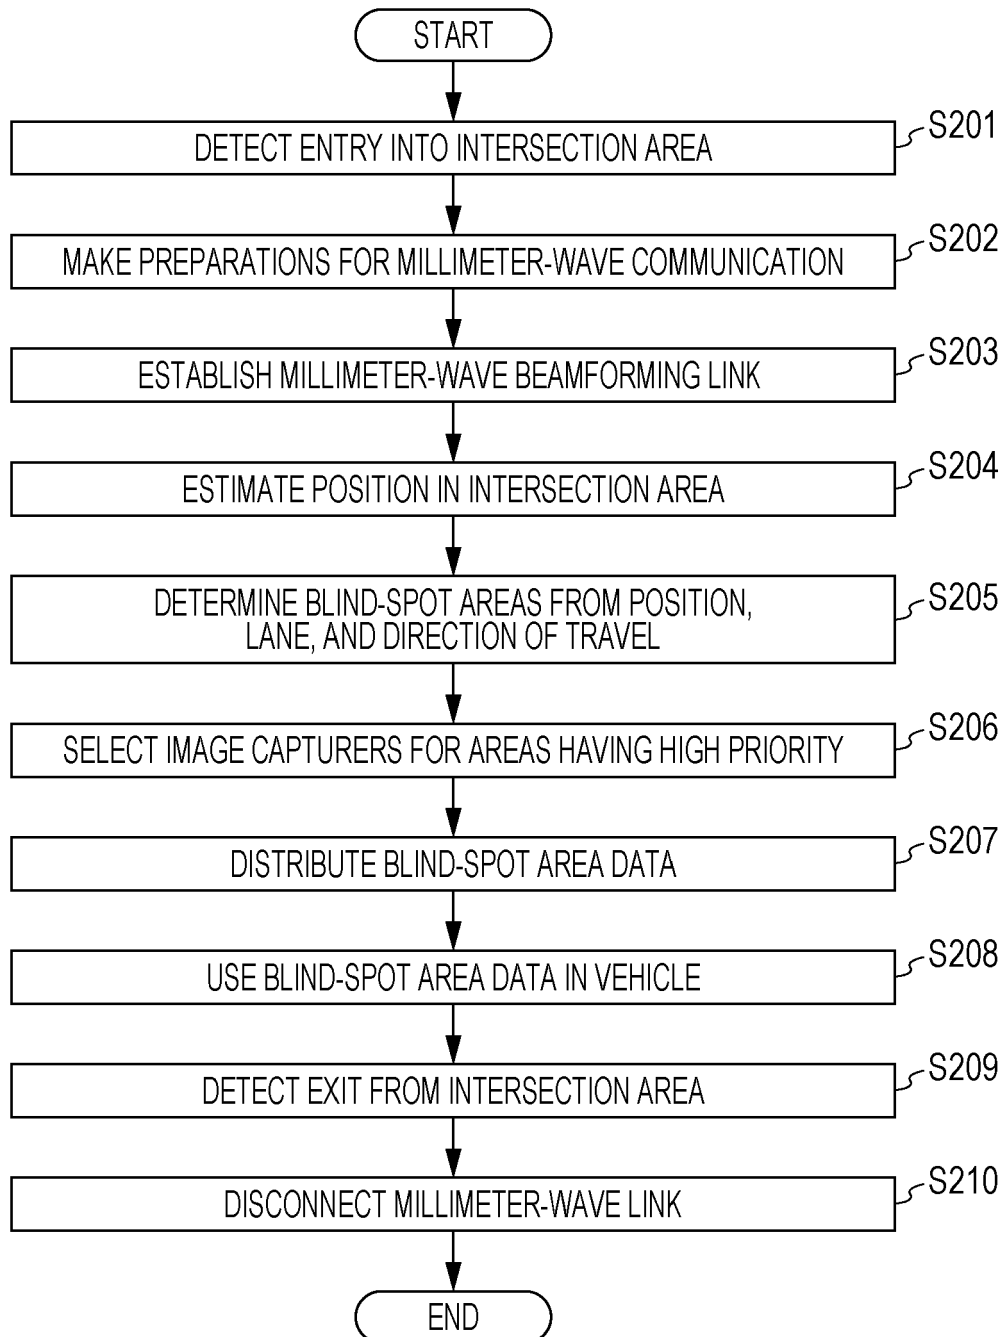 START
DETECT ENTRY INTO INTERSECTION AREA
S201
MAKE PREPARATIONS FOR MILLIMETER-WAVE COMMUNICATION
S202
ESTABLISH MILLIMETER-WAVE BEAMFORMING LINK
S203
ESTIMATE POSITION IN INTERSECTION AREA
S204
DETERMINE BLIND-SPOT AREAS FROM POSITION,
LANE, AND DIRECTION OF TRAVEL
S205
SELECT IMAGE CAPTURERS FOR AREAS HAVING HIGH PRIORITY
S206
DISTRIBUTE BLIND-SPOT AREA DATA
S207
USE BLIND-SPOT AREA DATA IN VEHICLE
S208
DETECT EXIT FROM INTERSECTION AREA
S209
DISCONNECT MILLIMETER-WAVE LINK
S210
END